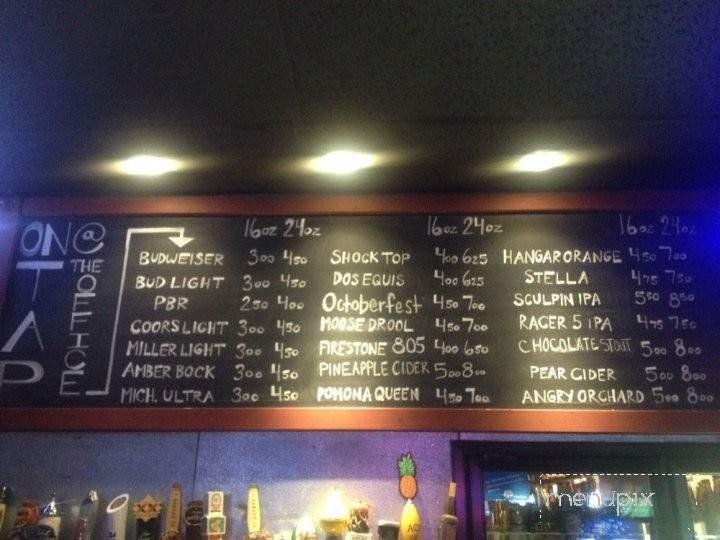 ON TAP
@ THE OFFICE
16oz 24oz
BUDWEISER 300 450
BUD LIGHT 300 450
PBR 250 400
COORS LIGHT 300 450
MILLER LIGHT 300 450
AMBER BOCK 300 450
MICH. ULTRA 300 450
16oz 24oz
SHOCK TOP 400 625
DOS EQUIS 400 625
Octoberfest 450 700
MOOSE DROOL 450 700
FIRESTONE 805 400 650
PINEAPPLE CIDER 500 800
POMONA QUEEN 450 700
16oz 24oz
HANGAR ORANGE 450 700
STELLA 475 750
SCULPIN IPA 550 850
RACER 5 IPA 475 750
CHOCOLATE STOUT 500 800
PEAR CIDER 500 800
ANGRY ORCHARD 500 800
menupix